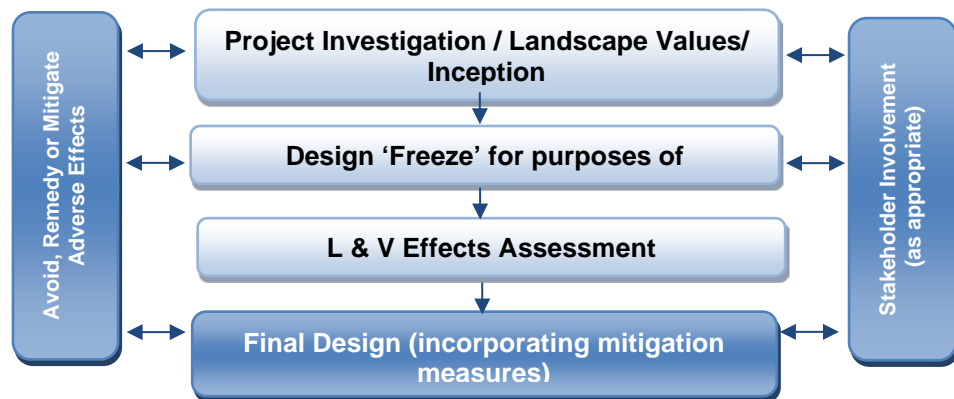 Avoid, Remedy or Mitigate
Adverse Effects
Project Investigation / Landscape Values/
Inception
Design ‘Freeze’ for purposes of
L & V Effects Assessment
Final Design (incorporating mitigation
measures)
Stakeholder Involvement
(as appropriate)